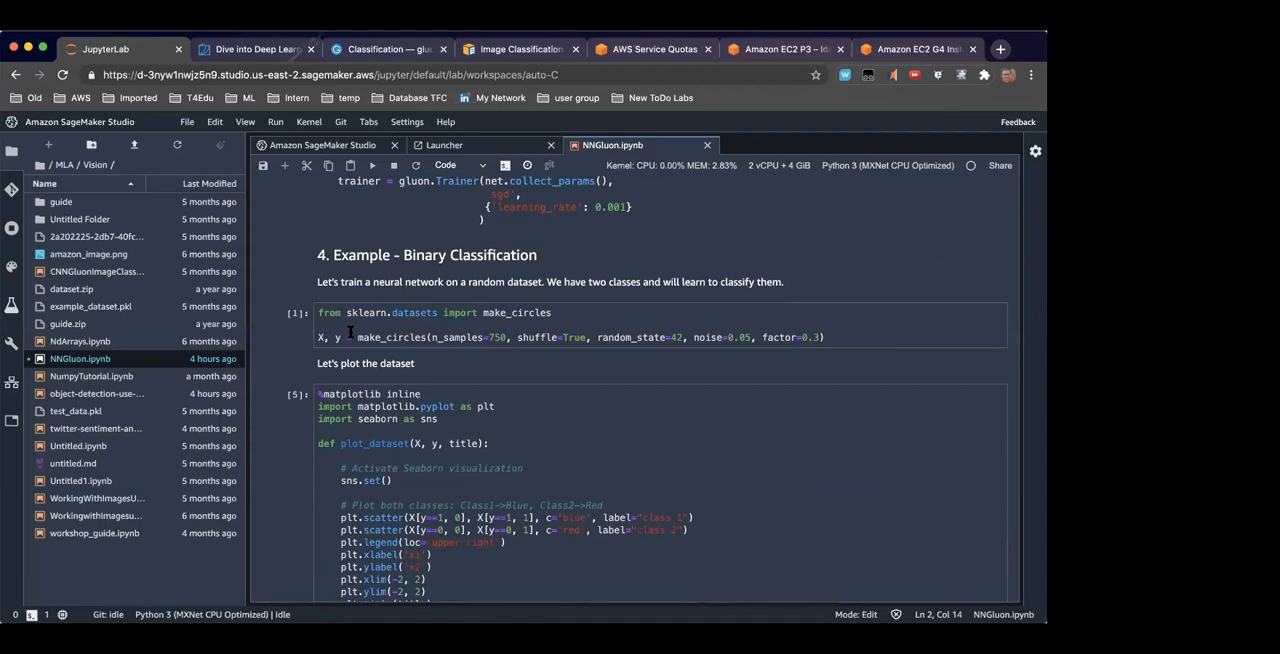 JupyterLab
Dive into Deep Learn
Classification — glu
Image Classification
AWS Service Quotas
Amazon EC2 P3 – Id
Amazon EC2 G4 Inst
https://d-3nyw1nwjz5n9.studio.us-east-2.sagemaker.aws/jupyter/default/lab/workspaces/auto-C
Old AWS Imported T4Edu ML Intern temp Database TFC My Network user group New ToDo Labs
Amazon SageMaker Studio File Edit View Run Kernel Git Tabs Settings Help Feedback
Amazon SageMaker Studio Launcher NNGluon.ipynb
Code Kernel: CPU: 0.00% MEM: 2.83% 2 vCPU + 4 GiB Python 3 (MXNet CPU Optimized) Share
/ MLA / Vision /
Name Last Modified
guide 5 months ago
Untitled Folder 5 months ago
2a202225-2db7-40fc... 5 months ago
amazon_image.png 6 months ago
CNNGluonImageClass... 5 months ago
dataset.zip a year ago
example_dataset.pkl 5 months ago
guide.zip a year ago
NdArrays.ipynb 6 months ago
NNGluon.ipynb 4 hours ago
NumpyTutorial.ipynb a month ago
object-detection-use-... 4 hours ago
test_data.pkl 5 months ago
twitter-sentiment-an... 4 months ago
Untitled.ipynb 5 months ago
untitled.md 5 months ago
Untitled1.ipynb 5 months ago
WorkingWithImagesU... 5 months ago
WorkingwithImagesu... 5 months ago
workshop_guide.ipynb 5 months ago
trainer = gluon.Trainer(net.collect_params(),
'sgd',
{'learning_rate': 0.001}
)
4. Example - Binary Classification
Let's train a neural network on a random dataset. We have two classes and will learn to classify them.
[1]: from sklearn.datasets import make_circles
X, y = make_circles(n_samples=750, shuffle=True, random_state=42, noise=0.05, factor=0.3)
Let's plot the dataset
[5]: %matplotlib inline
import matplotlib.pyplot as plt
import seaborn as sns
def plot_dataset(X, y, title):
# Activate Seaborn visualization
sns.set()
# Plot both classes: Class1->Blue, Class2->Red
plt.scatter(X[y==1, 0], X[y==1, 1], c='blue', label="class 1")
plt.scatter(X[y==0, 0], X[y==0, 1], c='red', label="class 2")
plt.legend(loc='upper right')
plt.xlabel('x1')
plt.ylabel('x2')
plt.xlim(-2, 2)
plt.ylim(-2, 2)
0 1 Git: idle Python 3 (MXNet CPU Optimized) | Idle Mode: Edit Ln 2, Col 14 NNGluon.ipynb